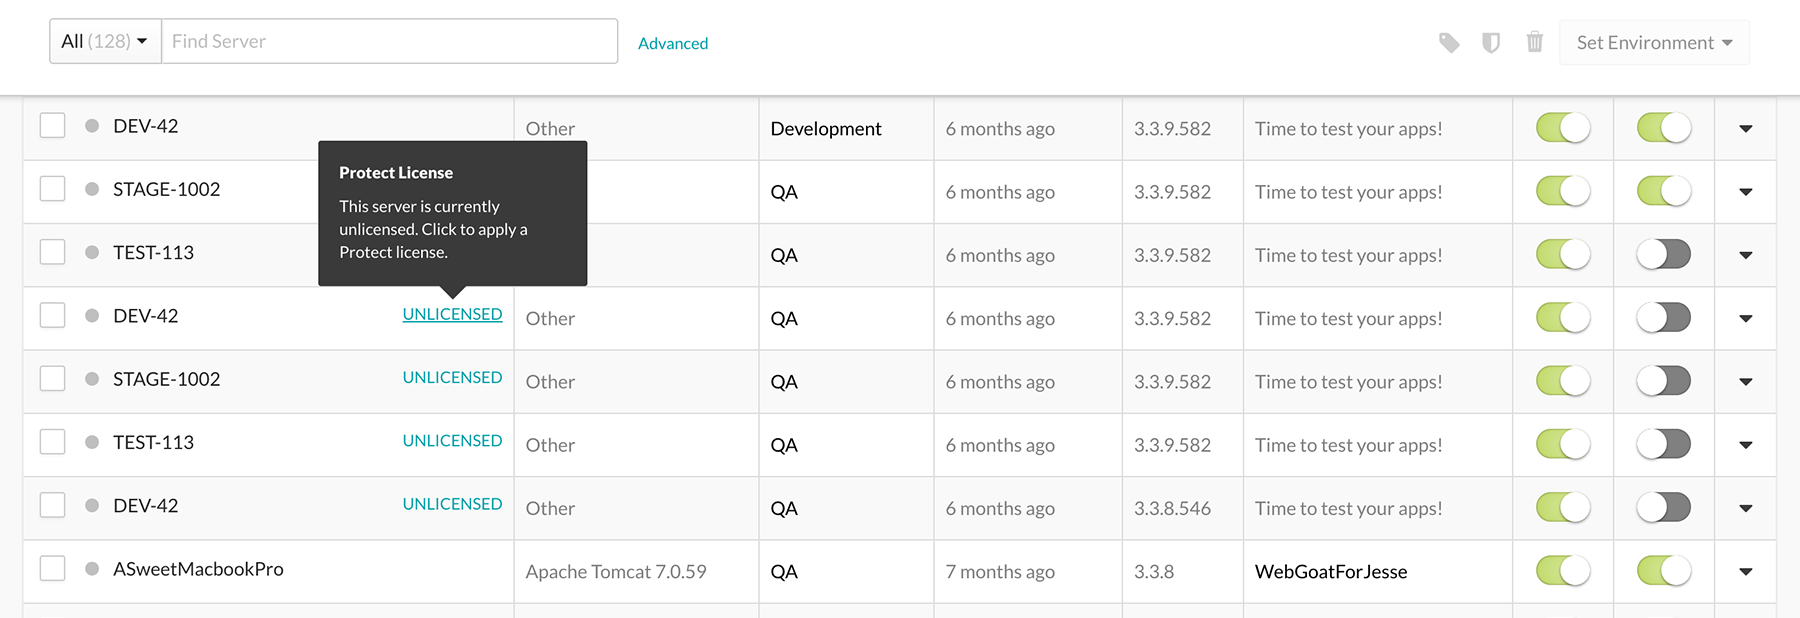 All (128) Find Server Advanced Set Environment
DEV-42 Other Development 6 months ago 3.3.9.582 Time to test your apps!
Protect License
This server is currently
unlicensed. Click to apply a
Protect license.
STAGE-1002 QA 6 months ago 3.3.9.582 Time to test your apps!
TEST-113 QA 6 months ago 3.3.9.582 Time to test your apps!
DEV-42 UNLICENSED Other QA 6 months ago 3.3.9.582 Time to test your apps!
STAGE-1002 UNLICENSED Other QA 6 months ago 3.3.9.582 Time to test your apps!
TEST-113 UNLICENSED Other QA 6 months ago 3.3.9.582 Time to test your apps!
DEV-42 UNLICENSED Other QA 6 months ago 3.3.8.546 Time to test your apps!
ASweetMacbookPro Apache Tomcat 7.0.59 QA 7 months ago 3.3.8 WebGoatForJesse